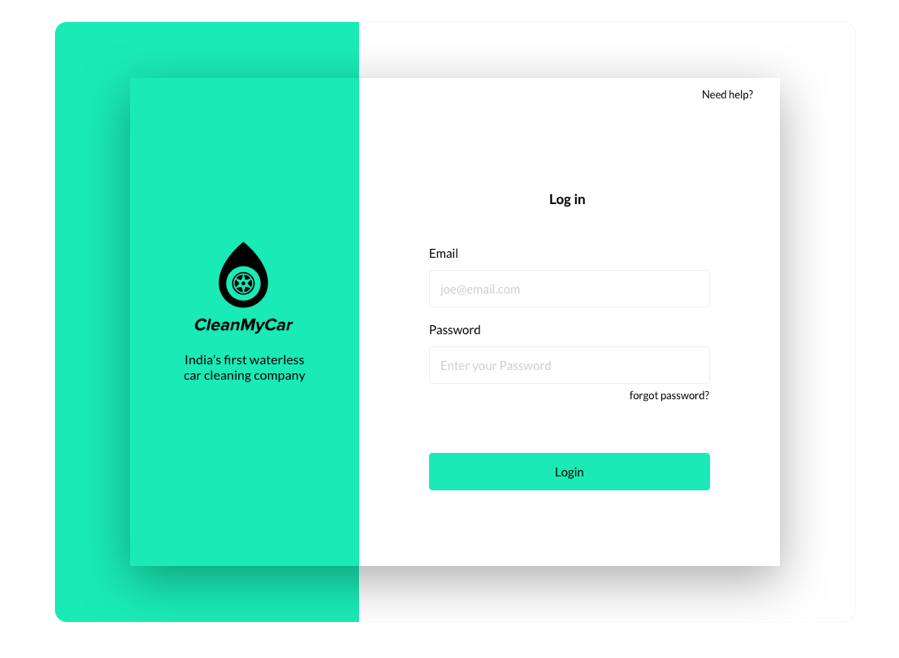 Need help?
CleanMyCar
India's first waterless
car cleaning company
Log in
Email
joe@email.com
Password
Enter your Password
forgot password?
Login